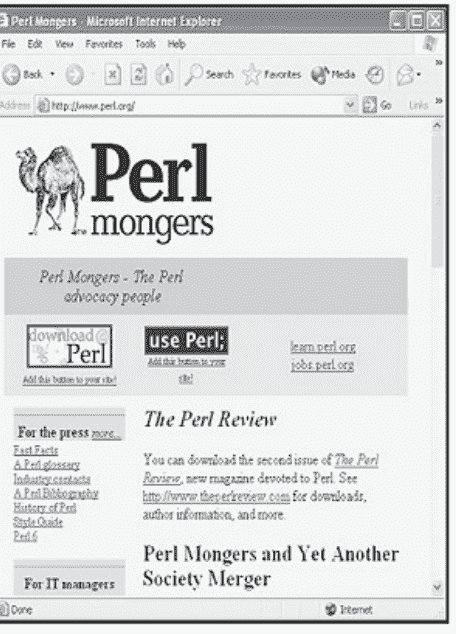 Perl Mongers - Microsoft Internet Explorer
File Edit View Favorites Tools Help
Back Search Favorites Media »
Address http://www.perl.org/ Go Links »
Perl
mongers
Perl Mongers - The Perl
advocacy people
download@
Perl
Add this button to your site!
use Perl;
Add this button to your
site!
learn.perl.org
jobs.perl.org
For the press more...
Fast Facts
A Perl glossary
Industry contacts
A Perl Bibliography
History of Perl
Style Guide
Perl 6
For IT managers
The Perl Review
You can download the second issue of The Perl
Review, new magazine devoted to Perl. See
http://www.theperlreview.com for downloads,
author information, and more.
Perl Mongers and Yet Another
Society Merger
Done Internet